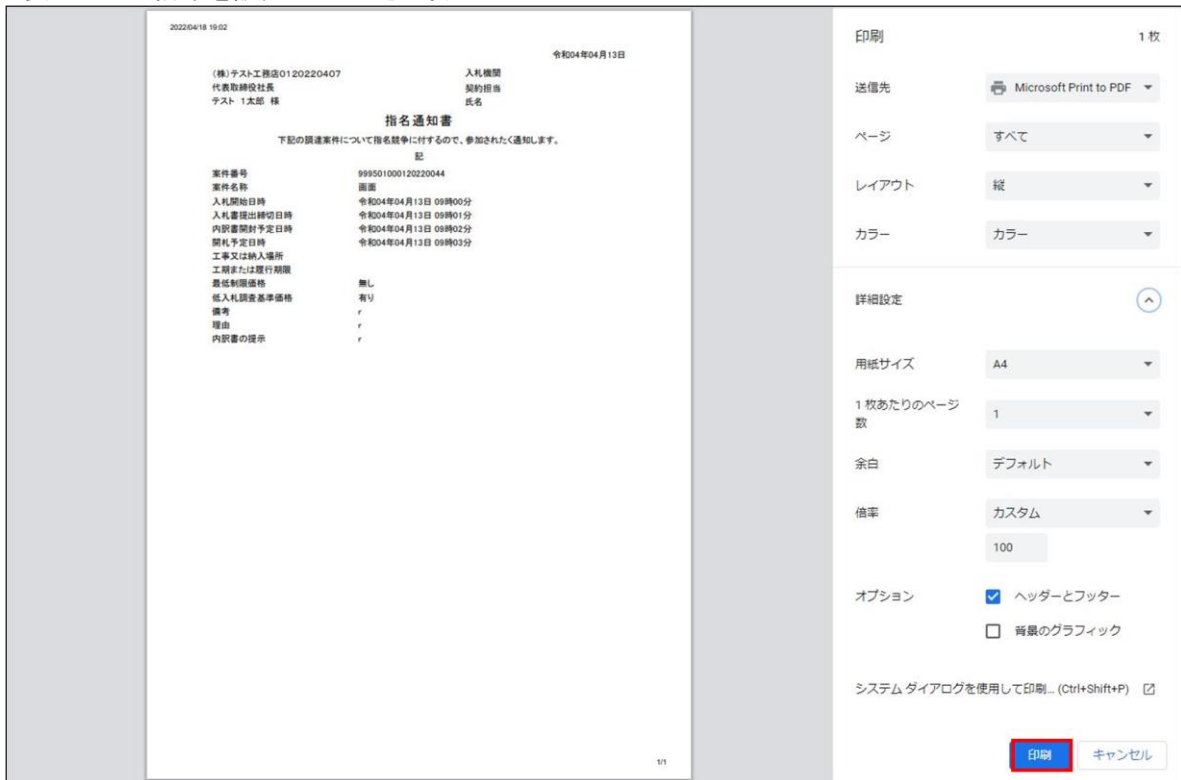 2022/04/18 19:02
令和04年04月13日
(株)テスト工務店0120220407 入札機関
代表取締役社長 契約担当
テスト 1太郎 様 氏名
指名通知書
下記の調達案件について指名競争に付するので、参加されたく通知します。
記
案件番号 999501000120220044
案件名称 画面
入札開始日時 令和04年04月13日 09時00分
入札書提出締切日時 令和04年04月13日 09時01分
内訳書開封予定日時 令和04年04月13日 09時02分
開札予定日時 令和04年04月13日 09時03分
工事又は納入場所
工期または履行期限
最低制限価格 無し
低入札調査基準価格 有り
備考 r
理由 r
内訳書の提示 r
1/1
印刷 1 枚
送信先 Microsoft Print to PDF
ページ すべて
レイアウト 縦
カラー カラー
詳細設定
用紙サイズ A4
1 枚あたりのページ
数 1
余白 デフォルト
倍率 カスタム
100
オプション ヘッダーとフッター
背景のグラフィック
システム ダイアログを使用して印刷... (Ctrl+Shift+P)
印刷 キャンセル